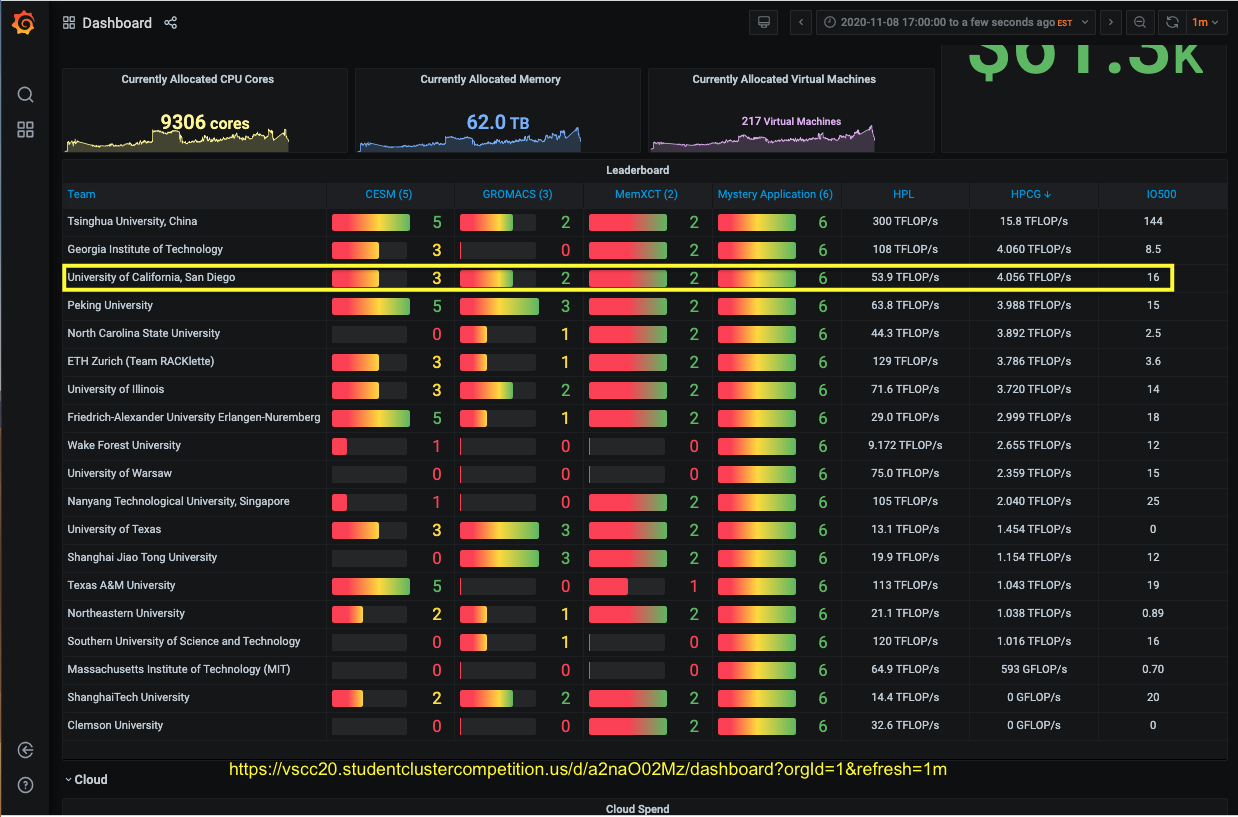 Dashboard
2020-11-08 17:00:00 to a few seconds ago EST
1m
$61.3k
Currently Allocated CPU Cores
9306 cores
Currently Allocated Memory
62.0 TB
Currently Allocated Virtual Machines
217 Virtual Machines
Leaderboard
Team CESM (5) GROMACS (3) MemXCT (2) Mystery Application (6) HPL HPCG ↓ IO500
Tsinghua University, China 5 2 2 6 300 TFLOP/s 15.8 TFLOP/s 144
Georgia Institute of Technology 3 0 2 6 108 TFLOP/s 4.060 TFLOP/s 8.5
University of California, San Diego 3 2 2 6 53.9 TFLOP/s 4.056 TFLOP/s 16
Peking University 5 3 2 6 63.8 TFLOP/s 3.988 TFLOP/s 15
North Carolina State University 0 1 2 6 44.3 TFLOP/s 3.892 TFLOP/s 2.5
ETH Zurich (Team RACKlette) 3 1 2 6 129 TFLOP/s 3.786 TFLOP/s 3.6
University of Illinois 3 2 2 6 71.6 TFLOP/s 3.720 TFLOP/s 14
Friedrich-Alexander University Erlangen-Nuremberg 5 1 2 6 29.0 TFLOP/s 2.999 TFLOP/s 18
Wake Forest University 1 0 0 6 9.172 TFLOP/s 2.655 TFLOP/s 12
University of Warsaw 0 0 0 6 75.0 TFLOP/s 2.359 TFLOP/s 15
Nanyang Technological University, Singapore 1 0 2 6 105 TFLOP/s 2.040 TFLOP/s 25
University of Texas 3 3 2 6 13.1 TFLOP/s 1.454 TFLOP/s 0
Shanghai Jiao Tong University 0 3 2 6 19.9 TFLOP/s 1.154 TFLOP/s 12
Texas A&M University 5 0 1 6 113 TFLOP/s 1.043 TFLOP/s 19
Northeastern University 2 1 2 6 21.1 TFLOP/s 1.038 TFLOP/s 0.89
Southern University of Science and Technology 0 1 0 6 120 TFLOP/s 1.016 TFLOP/s 16
Massachusetts Institute of Technology (MIT) 0 0 0 6 64.9 TFLOP/s 593 GFLOP/s 0.70
ShanghaiTech University 2 2 2 6 14.4 TFLOP/s 0 GFLOP/s 20
Clemson University 0 0 2 6 32.6 TFLOP/s 0 GFLOP/s 0
https://vscc20.studentclustercompetition.us/d/a2naO02Mz/dashboard?orgId=1&refresh=1m
Cloud
Cloud Spend